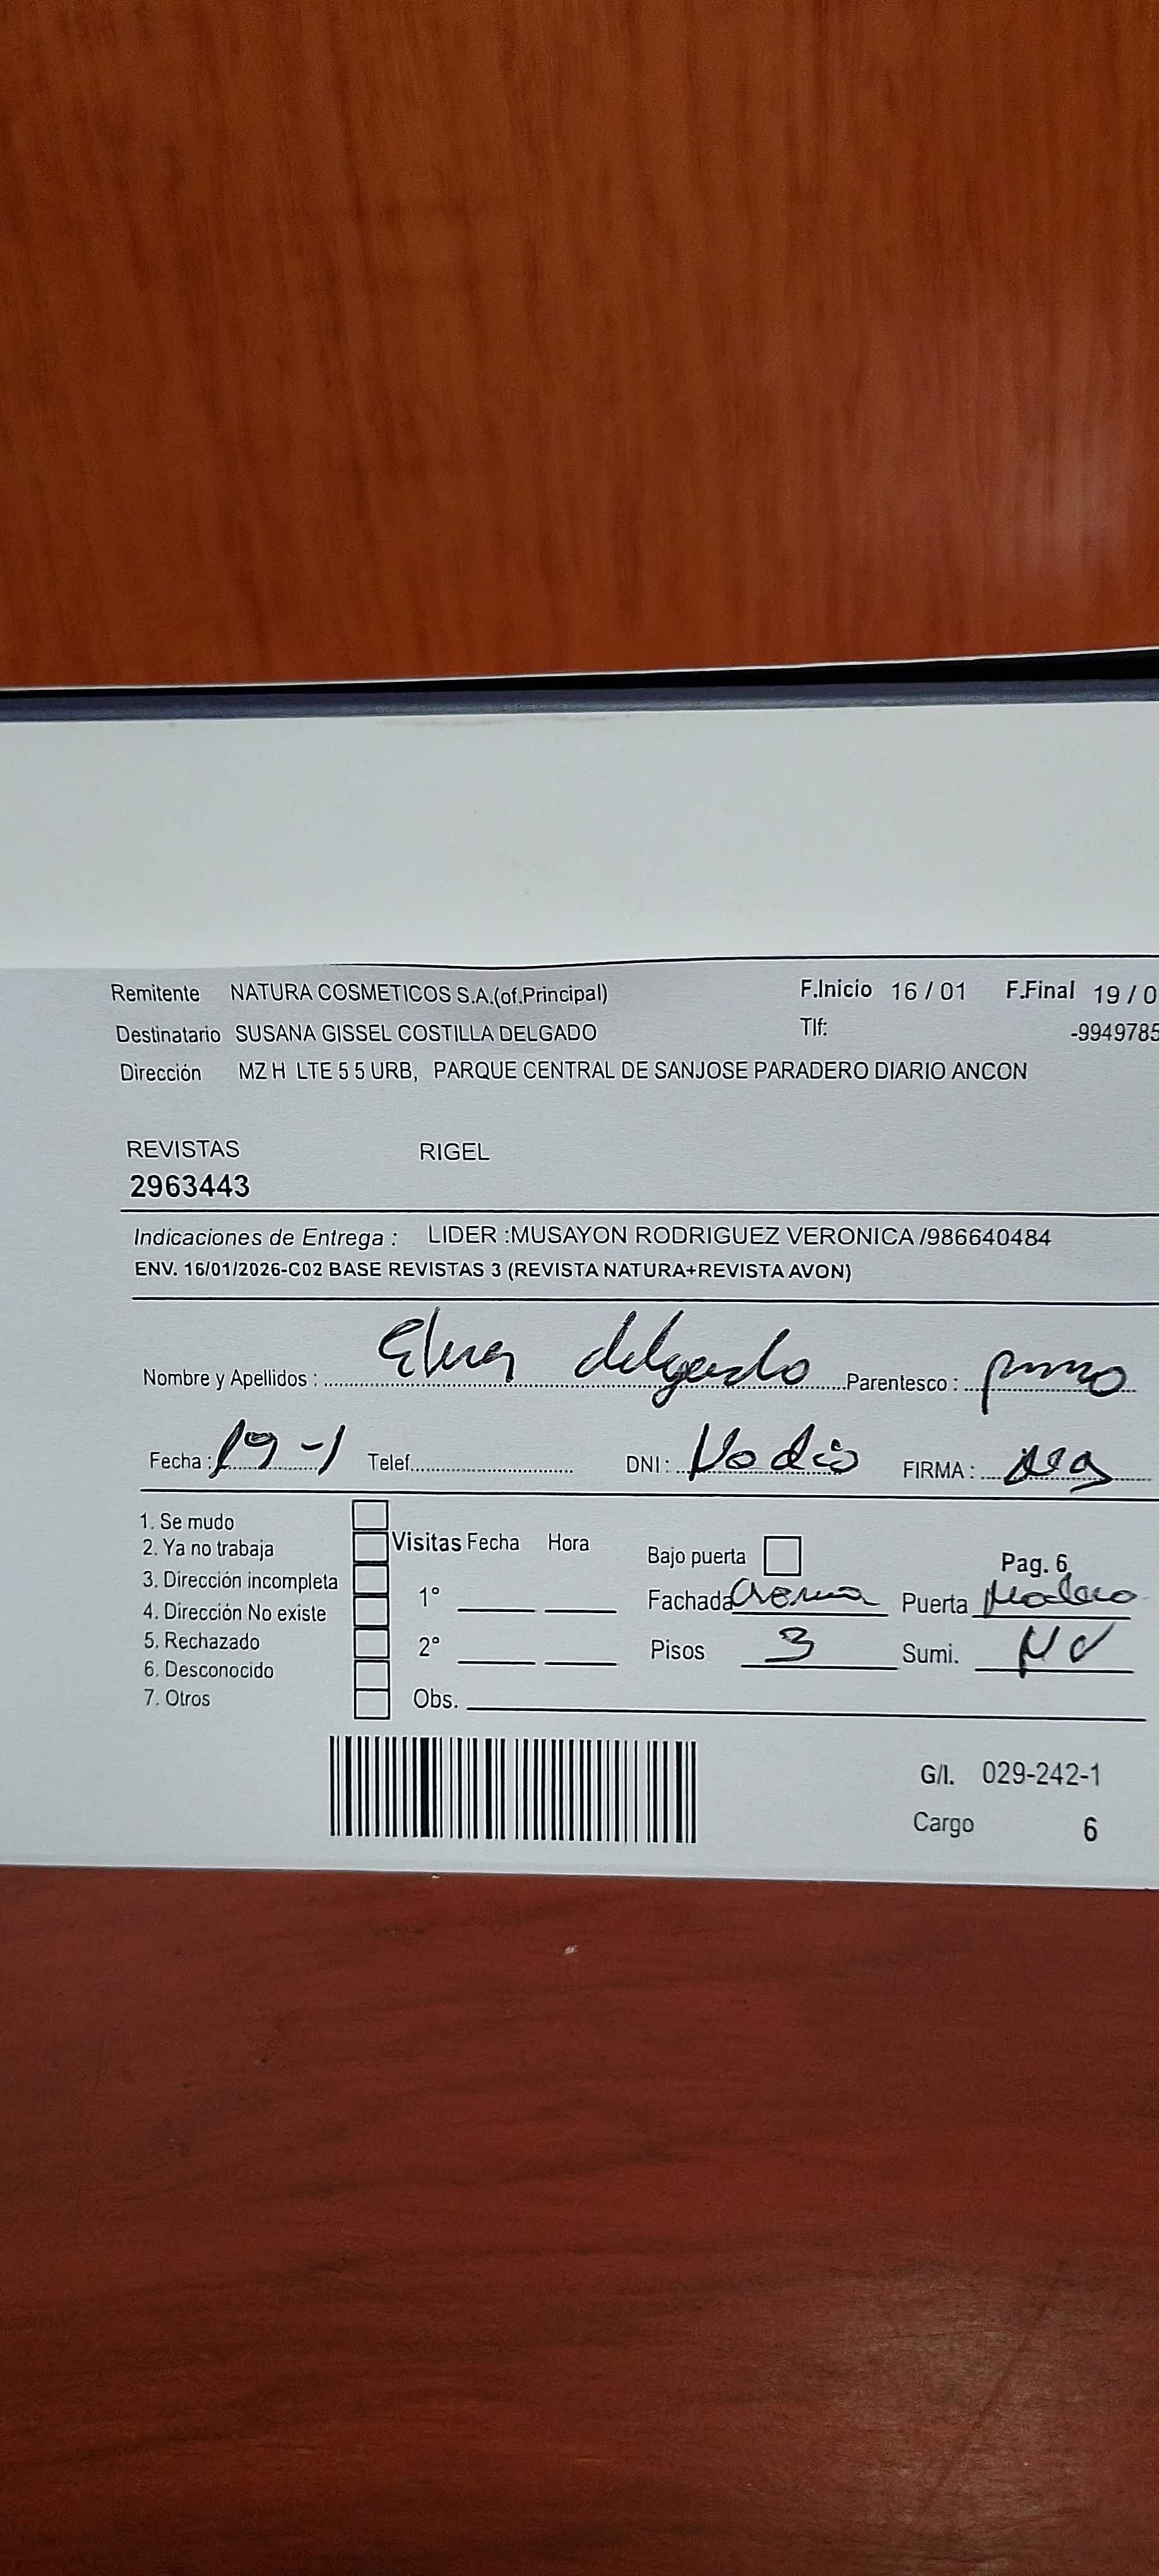 Remitente NATURA COSMETICOS S.A.(of.Principal) F.Inicio 16 / 01 F.Final 19 / 0
Destinatario SUSANA GISSEL COSTILLA DELGADO Tlf: -9949785
Dirección MZ H LTE 5 5 URB, PARQUE CENTRAL DE SANJOSE PARADERO DIARIO ANCON
REVISTAS RIGEL
2963443
Indicaciones de Entrega : LIDER :MUSAYON RODRIGUEZ VERONICA /986640484
ENV. 16/01/2026-C02 BASE REVISTAS 3 (REVISTA NATURA+REVISTA AVON)
Nombre y Apellidos : delgado Parentesco : primo
Fecha : 19-1 Telef. DNI : No dio FIRMA :
1. Se mudo
2. Ya no trabaja
3. Dirección incompleta
4. Dirección No existe
5. Rechazado
6. Desconocido
7. Otros
Visitas Fecha Hora
1°
2°
Obs.
Bajo puerta Pag. 6
Fachada Crema Puerta Madera
Pisos 3 Sumi. NV
G/I. 029-242-1
Cargo 6